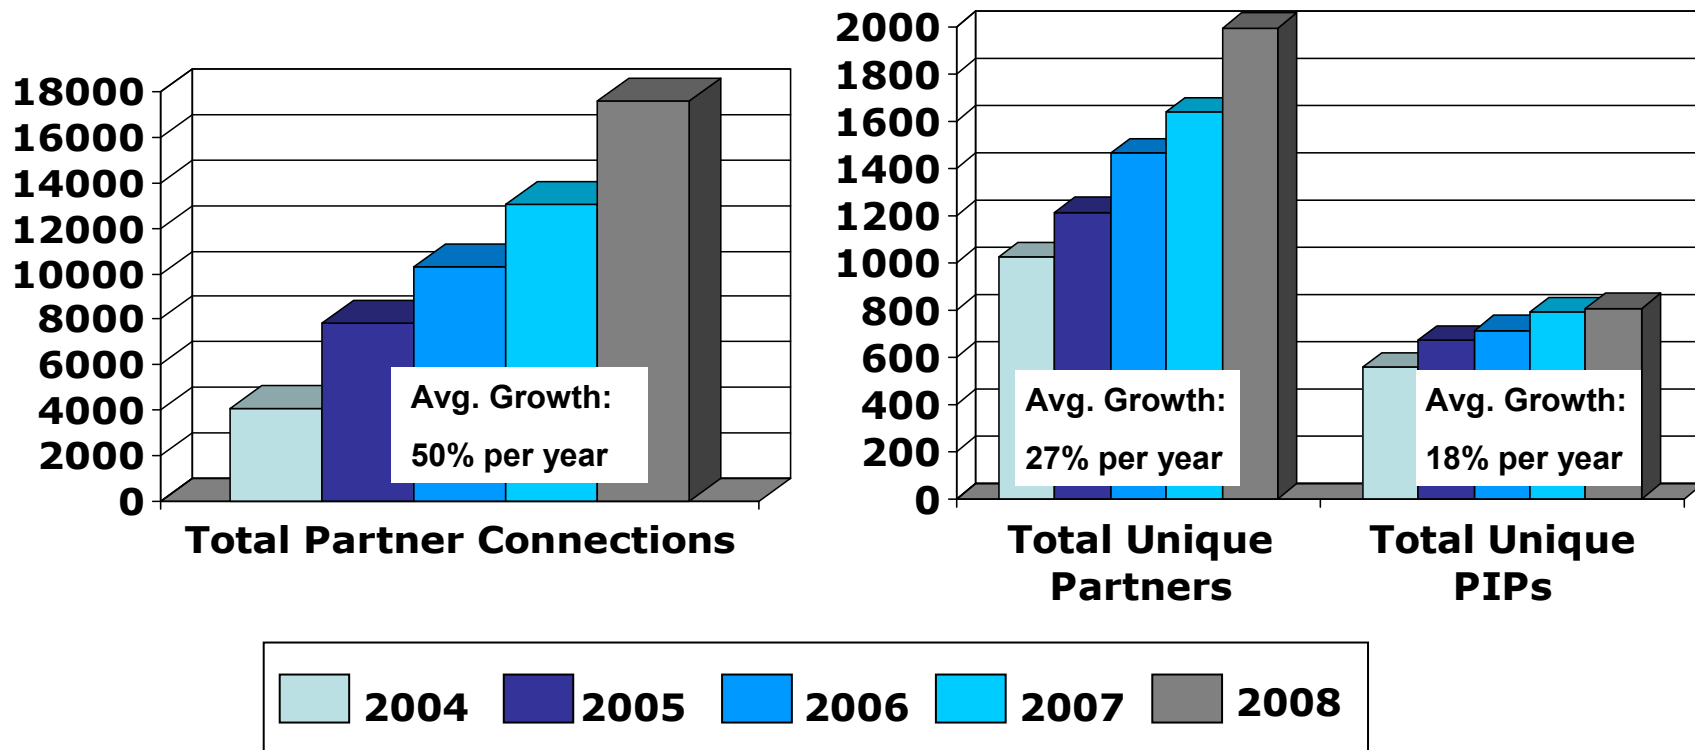 18000
16000
14000
12000
10000
8000
6000
4000
2000
0
Avg. Growth:
50% per year
Total Partner Connections
2000
1800
1600
1400
1200
1000
800
600
400
200
0
Avg. Growth:
27% per year
Avg. Growth:
18% per year
Total Unique
Partners
Total Unique
PIPs
2004 2005 2006 2007 2008